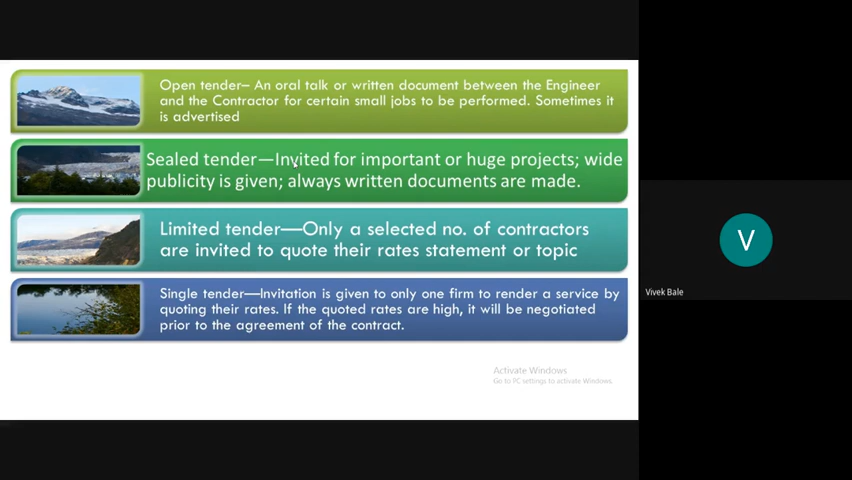 Open tender– An oral talk or written document between the Engineer
and the Contractor for certain small jobs to be performed. Sometimes it
is advertised
Sealed tender—Invited for important or huge projects; wide
publicity is given; always written documents are made.
Limited tender—Only a selected no. of contractors
are invited to quote their rates statement or topic
Single tender—Invitation is given to only one firm to render a service by
quoting their rates. If the quoted rates are high, it will be negotiated
prior to the agreement of the contract.
Activate Windows
Go to PC settings to activate Windows.
V
Vivek Bale